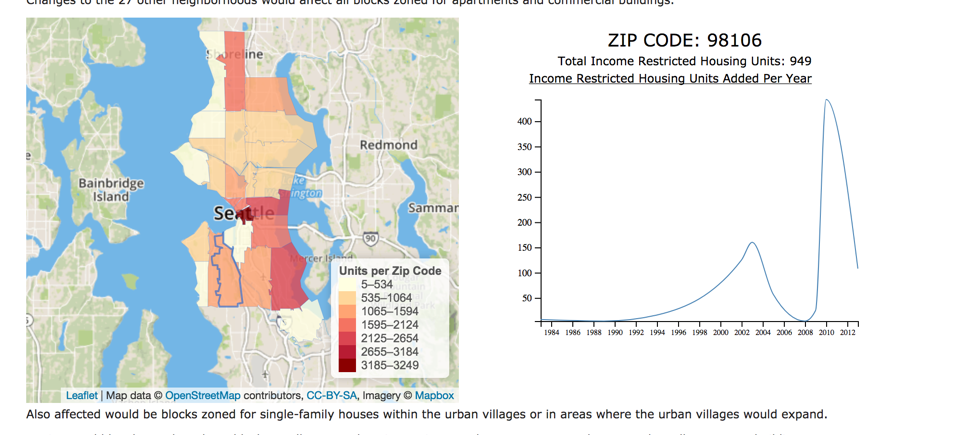 Changes to the 27 other neighborhoods would affect all blocks zoned for apartments and commercial buildings.
ZIP CODE: 98106
Total Income Restricted Housing Units: 949
Income Restricted Housing Units Added Per Year
400
350
300
250
200
150
100
50
1984 1986 1988 1990 1992 1994 1996 1998 2000 2002 2004 2006 2008 2010 2012
Shoreline
Redmond
Bainbridge
Island
Seattle
Sammar
90
Mercer Island
Units per Zip Code
5–534
535–1064
1065–1594
1595–2124
2125–2654
2655–3184
3185–3249
Leaflet | Map data © OpenStreetMap contributors, CC-BY-SA, Imagery © Mapbox
Also affected would be blocks zoned for single-family houses within the urban villages or in areas where the urban villages would expand.